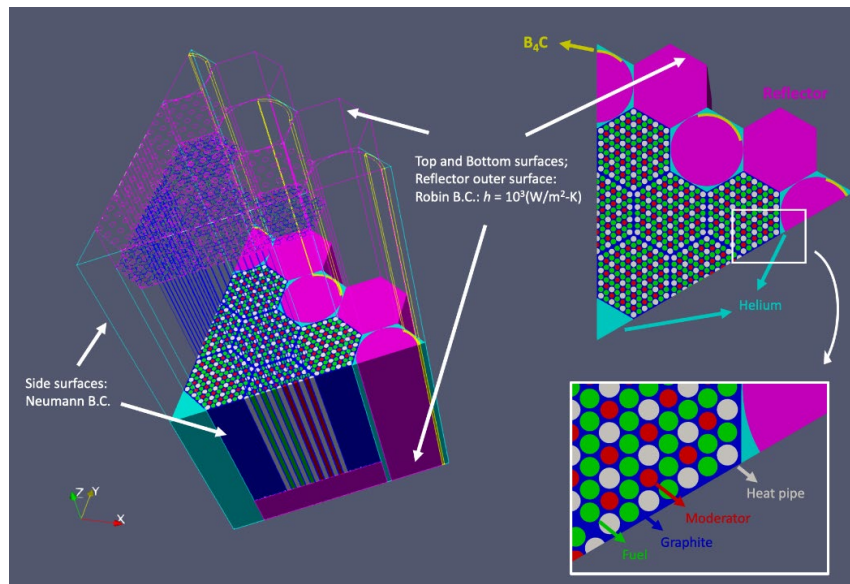 B₄C
Reflector
Top and Bottom surfaces;
Reflector outer surface:
Robin B.C.: h = 10³(W/m²-K)
Helium
Side surfaces:
Neumann B.C.
Heat pipe
Moderator
Graphite
Fuel
Z
Y
X